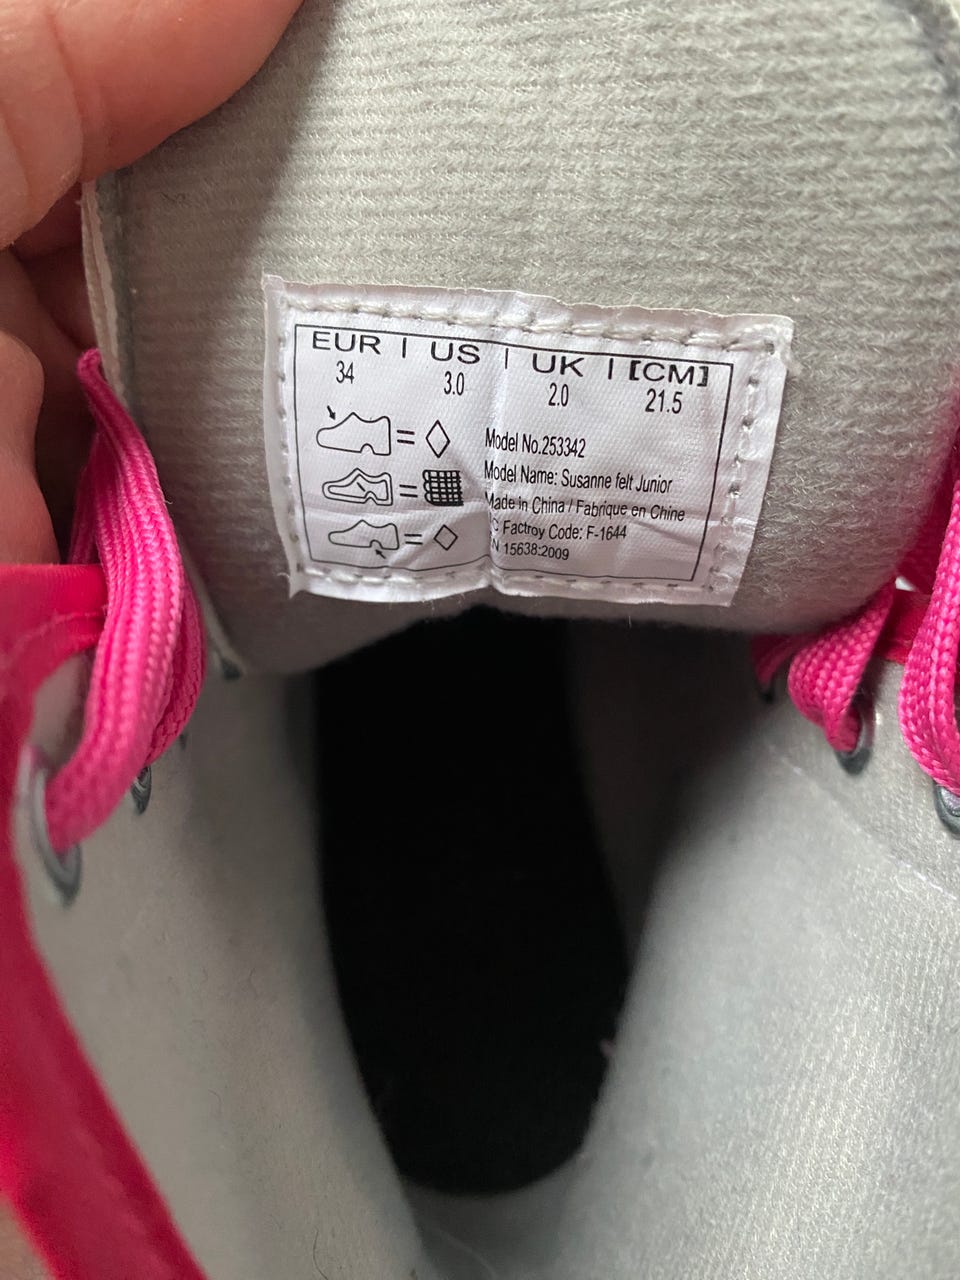 EUR | US | UK | [CM]
34 3.0 2.0 21.5
Model No.253342
Model Name: Susanne felt Junior
Made in China / Fabrique en Chine
Factroy Code: F-1644
15638:2009